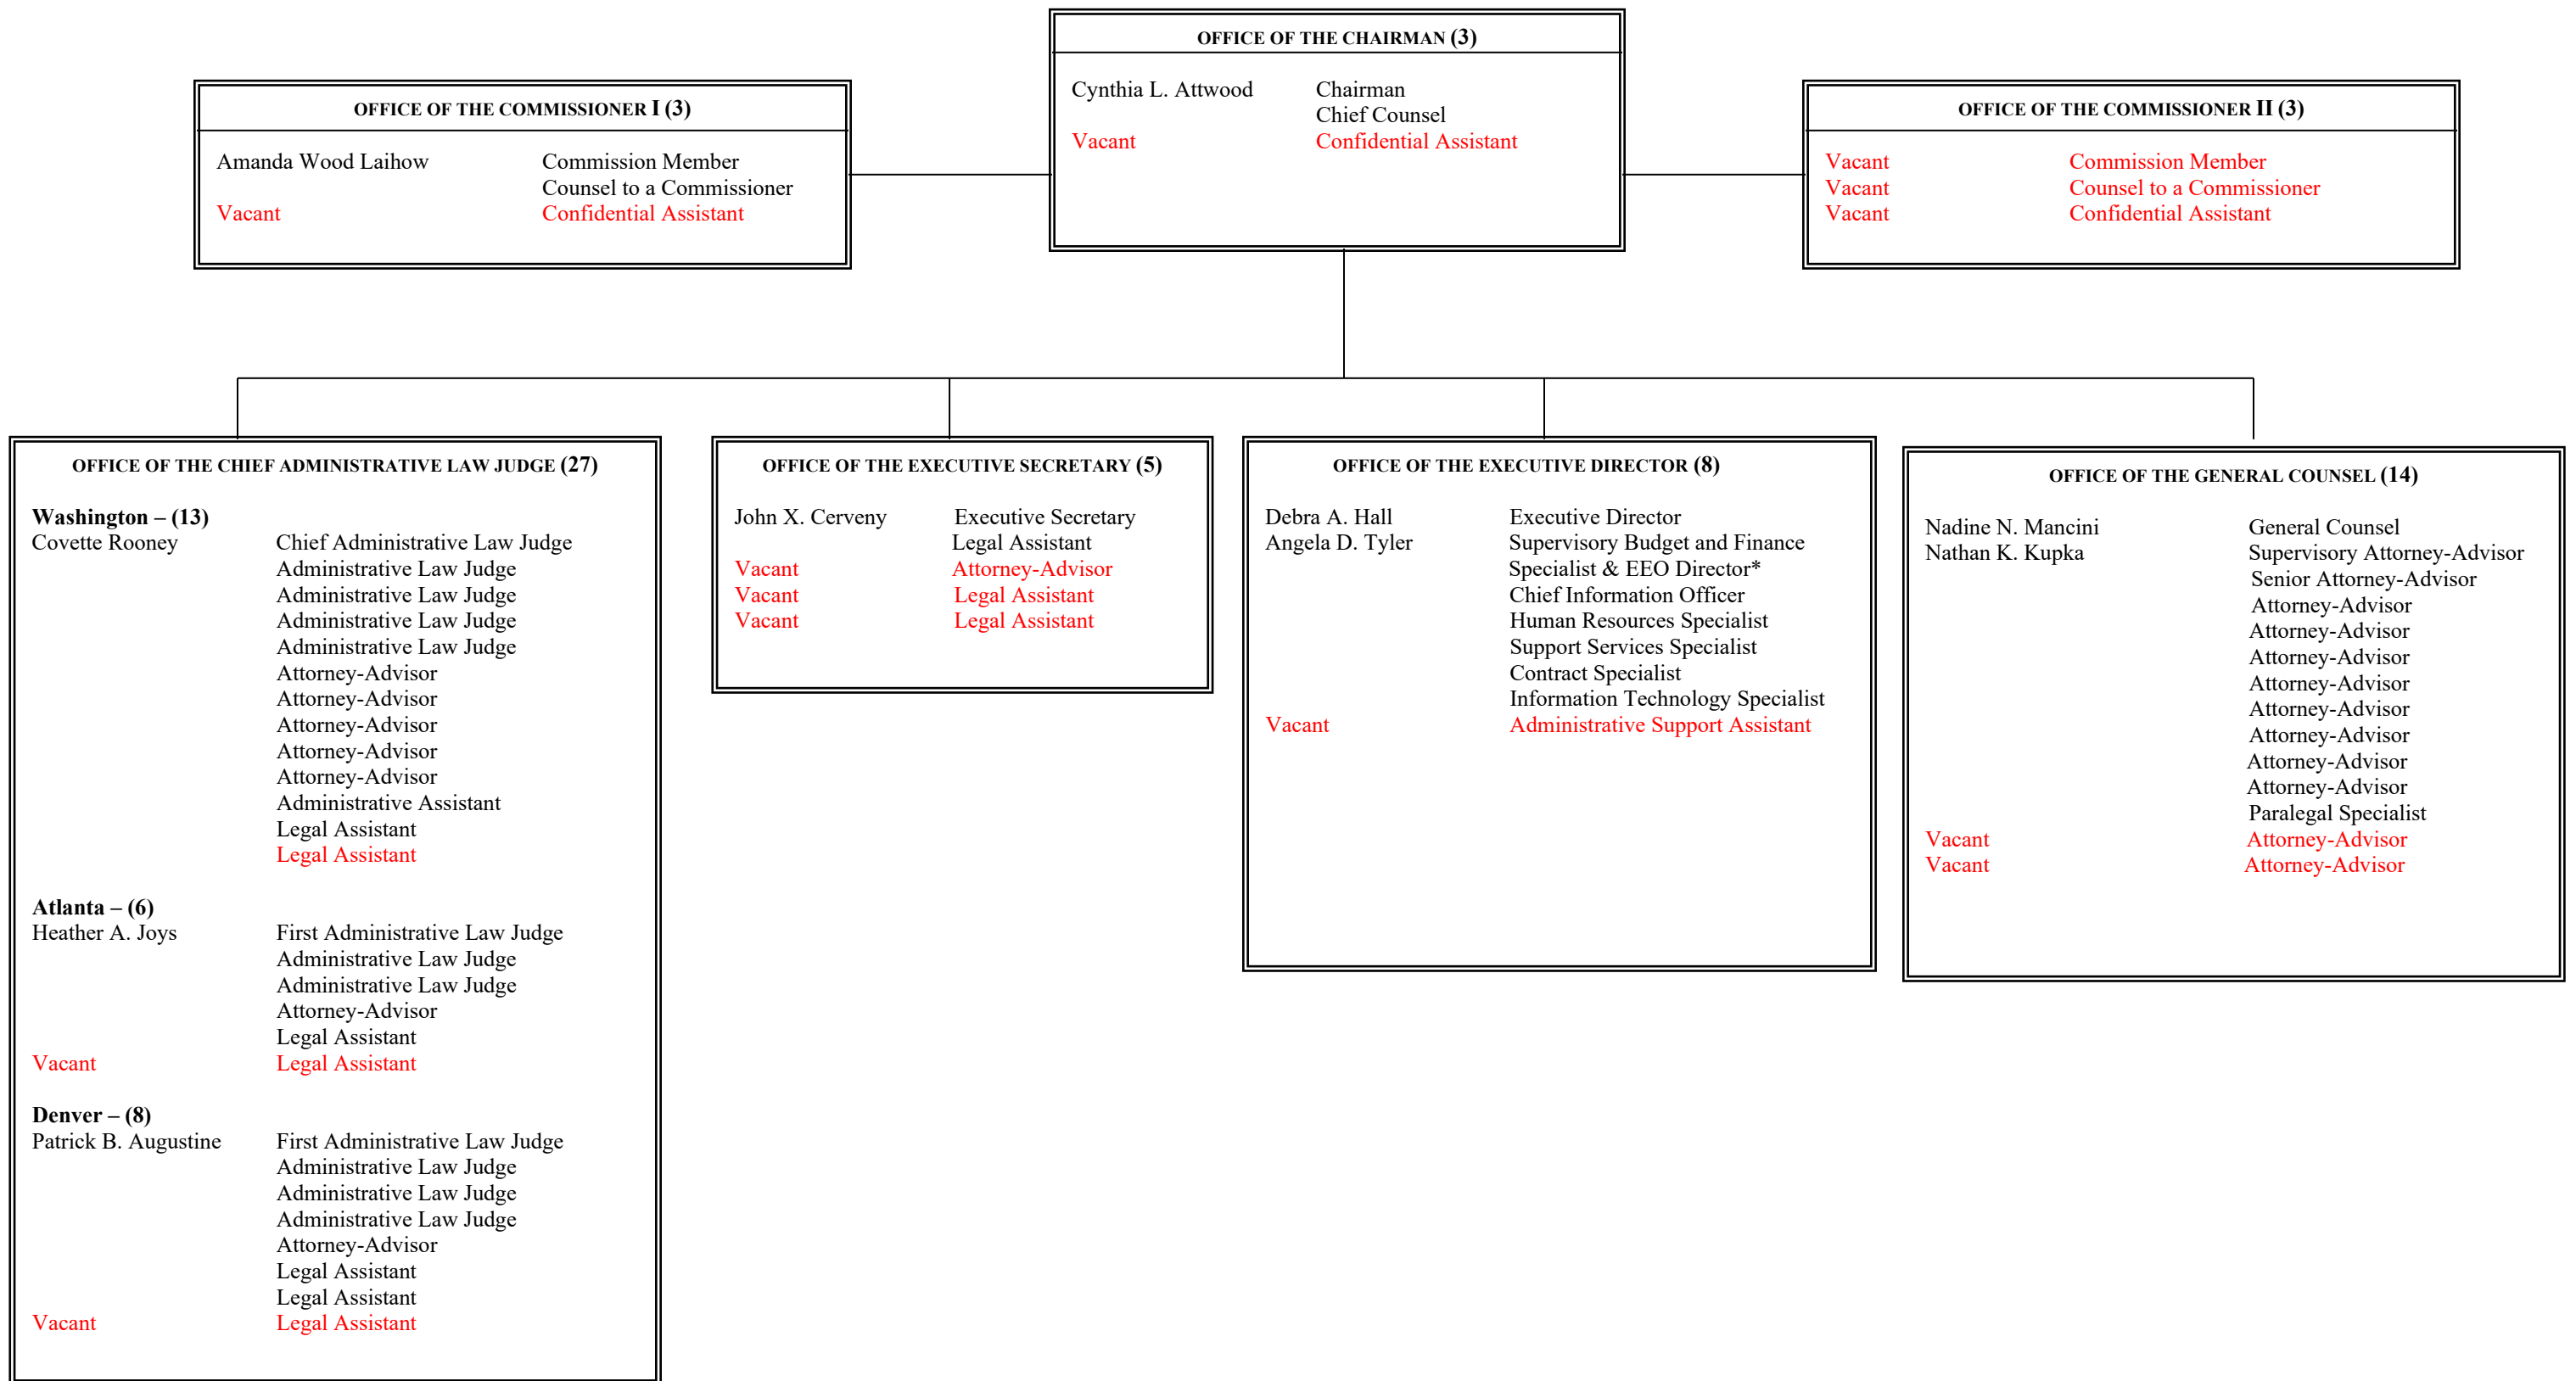 OFFICE OF THE CHAIRMAN (3)
Cynthia L. Attwood Chairman
Chief Counsel
Vacant Confidential Assistant
OFFICE OF THE COMMISSIONER I (3)
Amanda Wood Laihow Commission Member
Counsel to a Commissioner
Vacant Confidential Assistant
OFFICE OF THE COMMISSIONER II (3)
Vacant Commission Member
Vacant Counsel to a Commissioner
Vacant Confidential Assistant
OFFICE OF THE CHIEF ADMINISTRATIVE LAW JUDGE (27)
Washington – (13)
Covette Rooney Chief Administrative Law Judge
Administrative Law Judge
Administrative Law Judge
Administrative Law Judge
Administrative Law Judge
Attorney-Advisor
Attorney-Advisor
Attorney-Advisor
Attorney-Advisor
Attorney-Advisor
Administrative Assistant
Legal Assistant
Legal Assistant
Atlanta – (6)
Heather A. Joys First Administrative Law Judge
Administrative Law Judge
Administrative Law Judge
Attorney-Advisor
Legal Assistant
Vacant Legal Assistant
Denver – (8)
Patrick B. Augustine First Administrative Law Judge
Administrative Law Judge
Administrative Law Judge
Administrative Law Judge
Attorney-Advisor
Legal Assistant
Legal Assistant
Vacant Legal Assistant
OFFICE OF THE EXECUTIVE SECRETARY (5)
John X. Cerveny Executive Secretary
Legal Assistant
Vacant Attorney-Advisor
Vacant Legal Assistant
Vacant Legal Assistant
OFFICE OF THE EXECUTIVE DIRECTOR (8)
Debra A. Hall Executive Director
Angela D. Tyler Supervisory Budget and Finance
Specialist & EEO Director*
Chief Information Officer
Human Resources Specialist
Support Services Specialist
Contract Specialist
Information Technology Specialist
Vacant Administrative Support Assistant
OFFICE OF THE GENERAL COUNSEL (14)
Nadine N. Mancini General Counsel
Nathan K. Kupka Supervisory Attorney-Advisor
Senior Attorney-Advisor
Attorney-Advisor
Attorney-Advisor
Attorney-Advisor
Attorney-Advisor
Attorney-Advisor
Attorney-Advisor
Attorney-Advisor
Attorney-Advisor
Paralegal Specialist
Vacant Attorney-Advisor
Vacant Attorney-Advisor